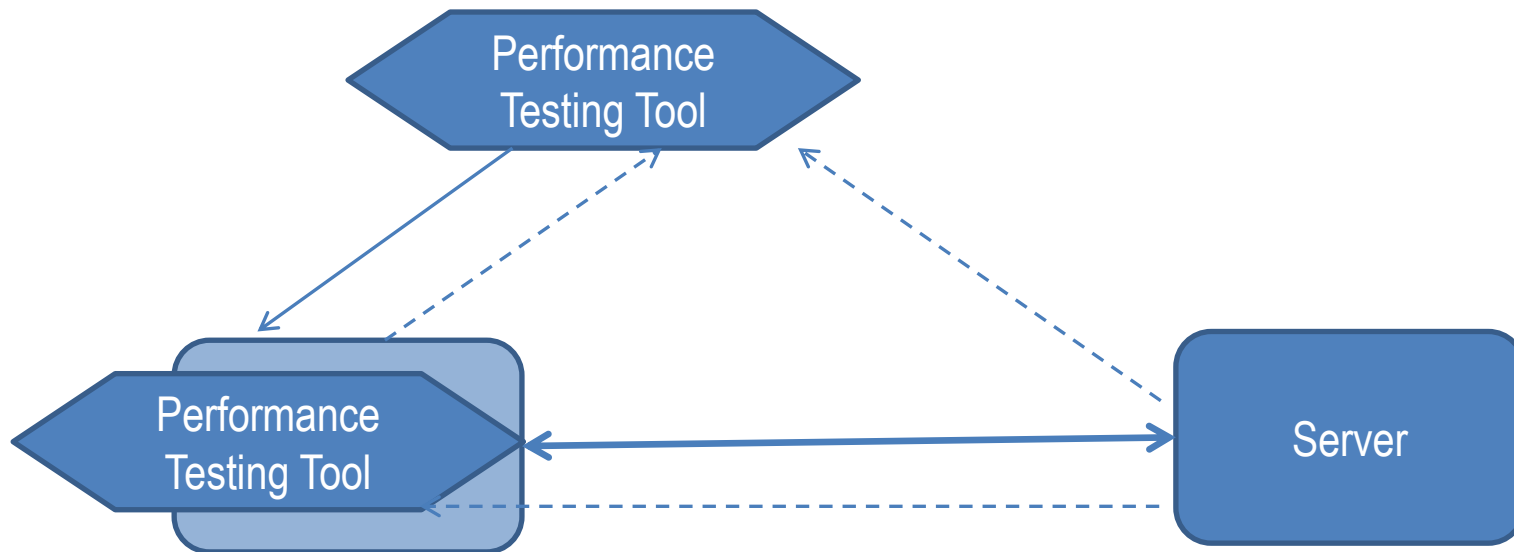 Performance
Testing Tool
Performance
Testing Tool
Server